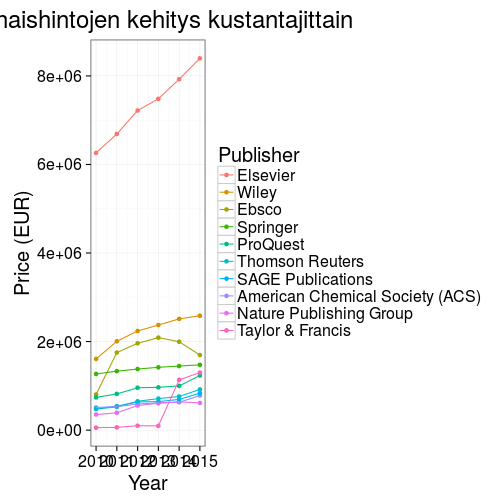 naishintojen kehitys kustantajittain
8e+06
6e+06
4e+06
2e+06
0e+00
Price (EUR)
2010 2011 2012 2013 2014 2015
Year
Publisher
Elsevier
Wiley
Ebsco
Springer
ProQuest
Thomson Reuters
SAGE Publications
American Chemical Society (ACS)
Nature Publishing Group
Taylor & Francis